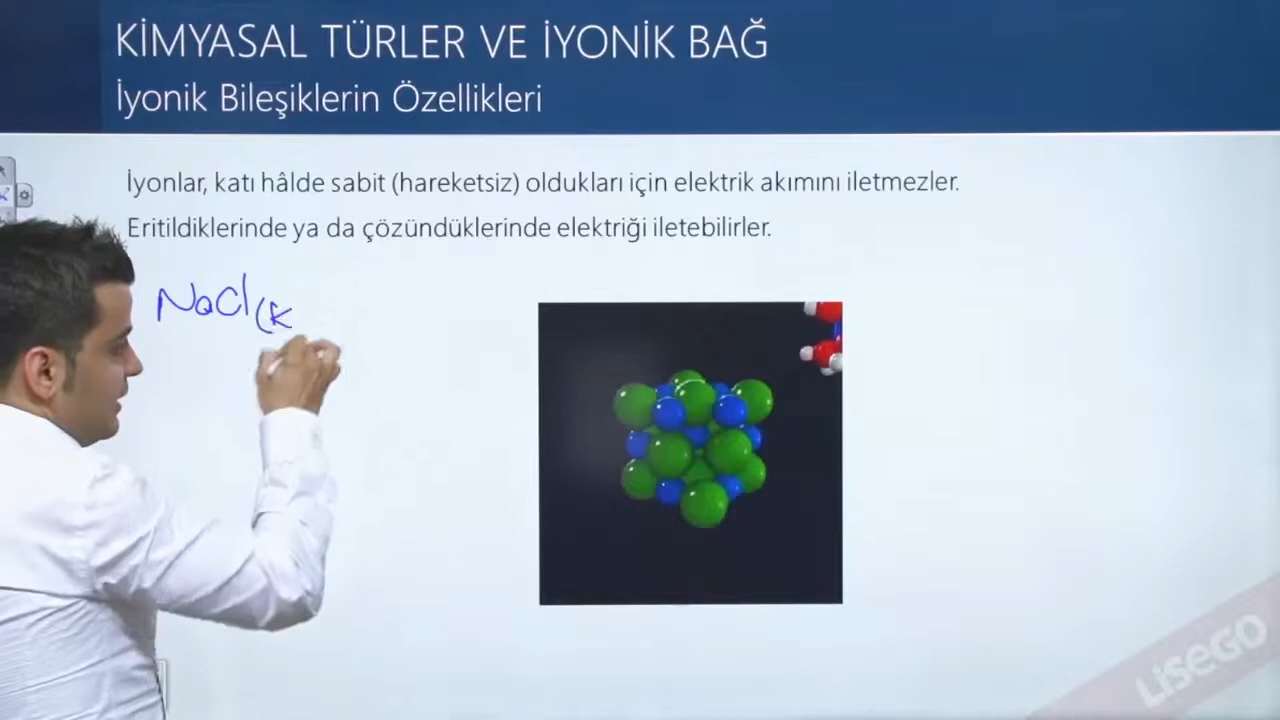 KİMYASAL TÜRLER VE İYONİK BAĞ
İyonik Bileşiklerin Özellikleri
İyonlar, katı hâlde sabit (hareketsiz) oldukları için elektrik akımını iletmezler.
Eritildiklerinde ya da çözündüklerinde elektriği iletebilirler.
NaCl(K
LISEGO